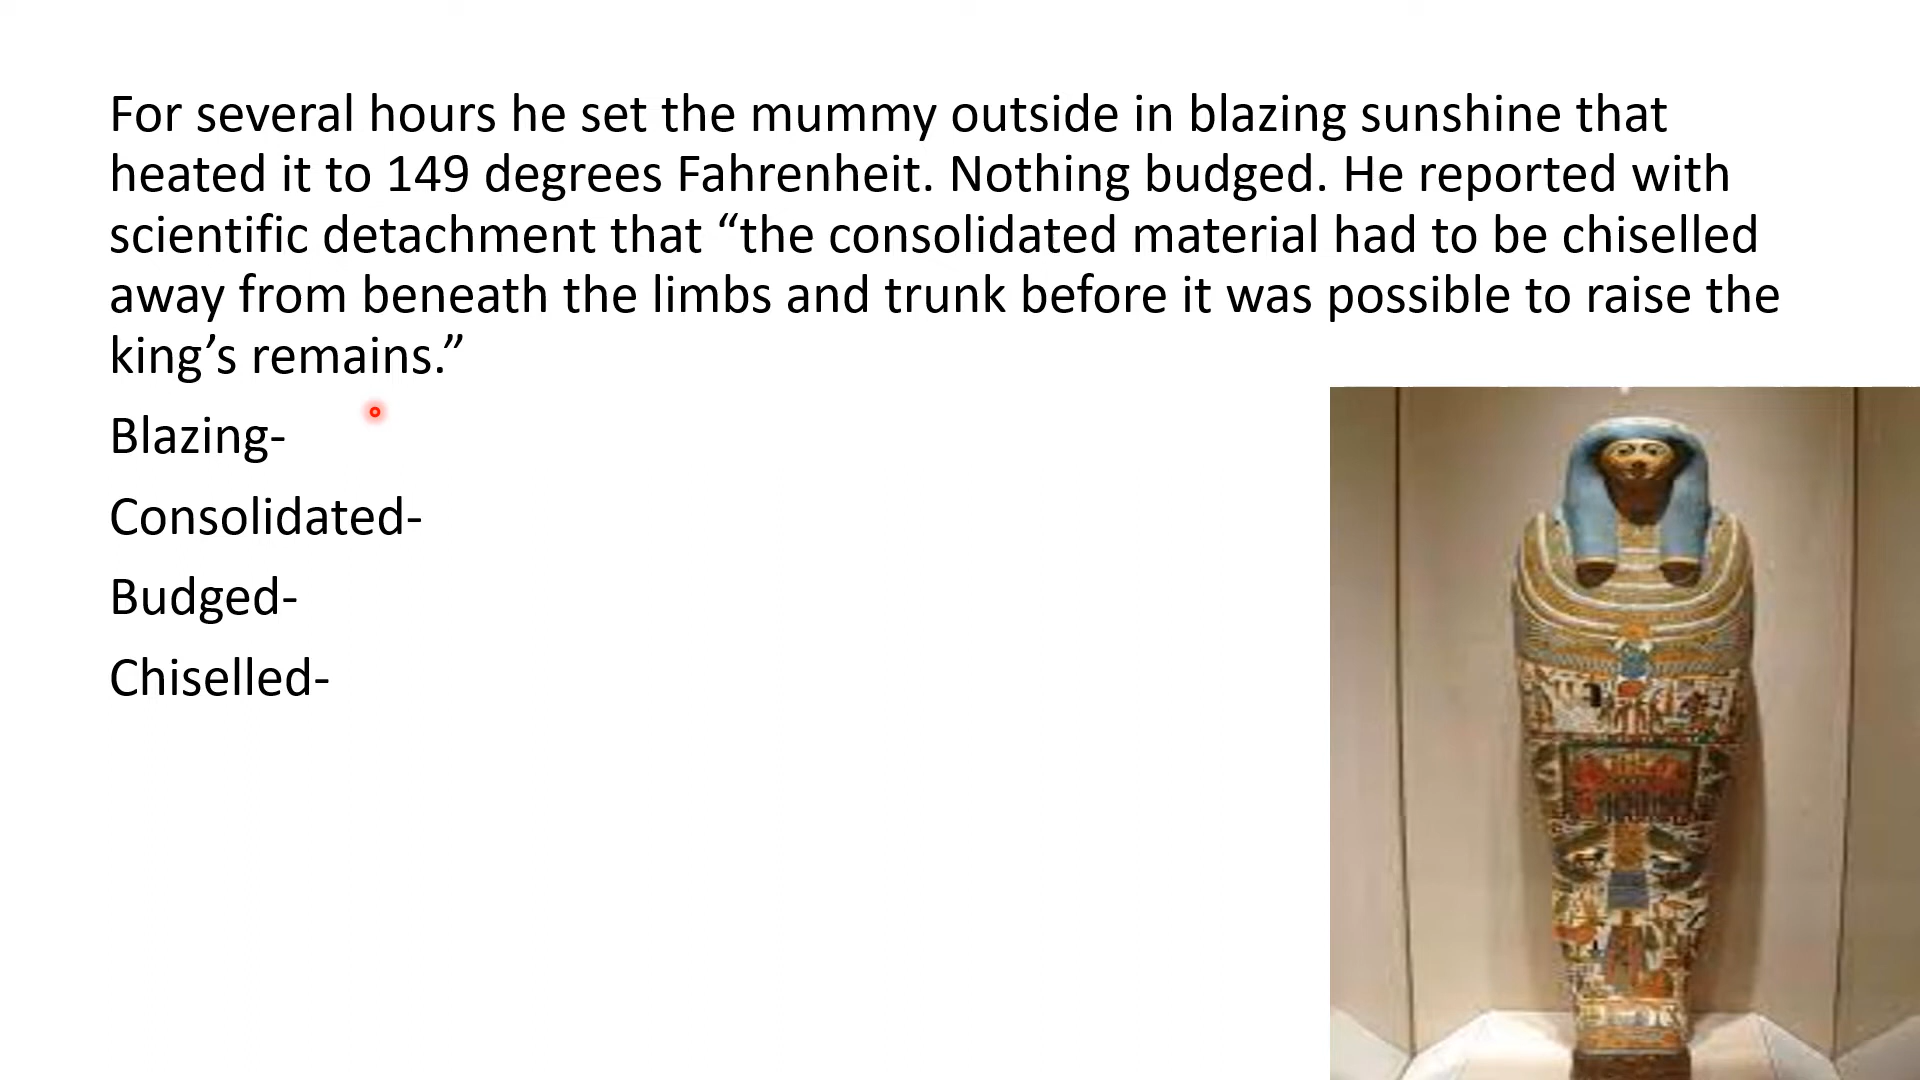 For several hours he set the mummy outside in blazing sunshine that
heated it to 149 degrees Fahrenheit. Nothing budged. He reported with
scientific detachment that “the consolidated material had to be chiselled
away from beneath the limbs and trunk before it was possible to raise the
king’s remains.”
Blazing-
Consolidated-
Budged-
Chiselled-